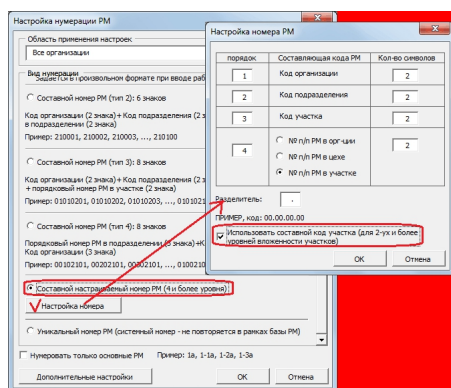 Настройка нумерации РМ
Область применения настроек
Все организации
Вид нумерации
Задается в произвольном формате при вводе раб
Составной номер РМ (тип 2): 6 знаков
Код организации (2 знака)+ Код подразделения (2 з
в подразделении (2 знака)
Пример: 210001, 210002, 210003, ..., 210100
Составной номер РМ (тип 3): 8 знаков
Код организации (2 знака) + Код подразделения (2 з
+ порядковый номер РМ в участке (2 знака)
Пример: 01010201, 01010202, 01010203, ..., 0101021
Составной номер РМ (тип 4): 8 знаков
Порядковый номер РМ в подразделении (3 знака)+К
Код организации (3 знака)
Пример: 00102101, 00202101, 00302101, ..., 0100210
Составной настраиваемый номер РМ (4 и более уровня)
Настройка номера
Уникальный номер РМ (системный номер - не повторяется в рамках базы РМ)
Нумеровать только основные РМ Пример: 1а, 1-1а, 1-2а, 1-3а
Дополнительные настройки ОК Отмена
Настройка номера РМ
порядок Составляющая кода РМ Кол-во символов
1 Код организации 2
2 Код подразделения 2
3 Код участка 2
4 № п/п РМ в орг-ции 2
№ п/п РМ в цехе
№ п/п РМ в участке
Разделитель: .
ПРИМЕР, код: 00.00.00.00
Использовать составной код участка (для 2-ух и более
уровней вложенности участков)
ОК Отмена